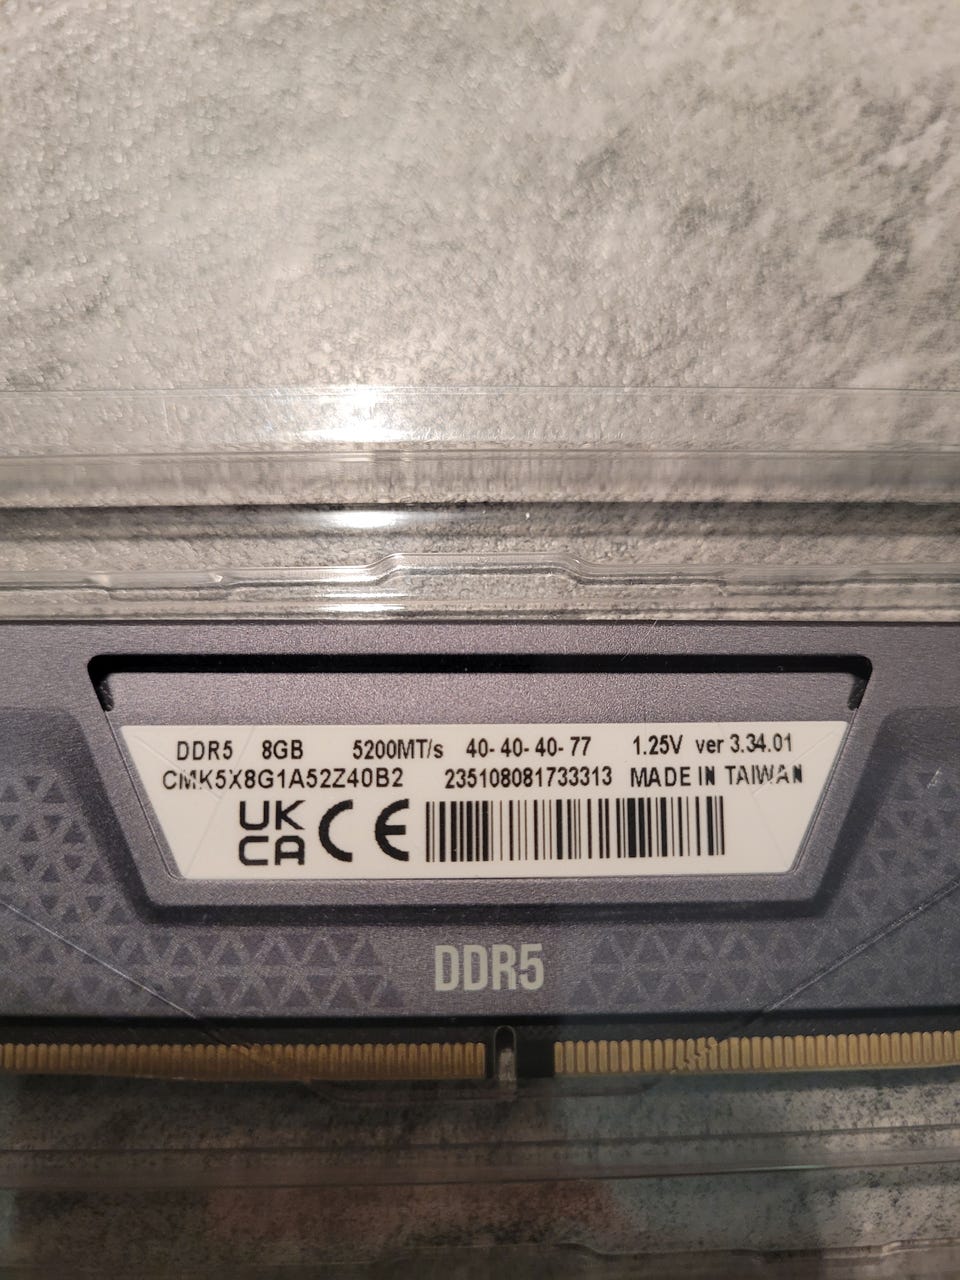 DDR5 8GB 5200MT/s 40-40-40-77 1.25V ver 3.34.01
CMK5X8G1A52Z40B2 235108081733313 MADE IN TAIWAN
UK
CA CE
DDR5